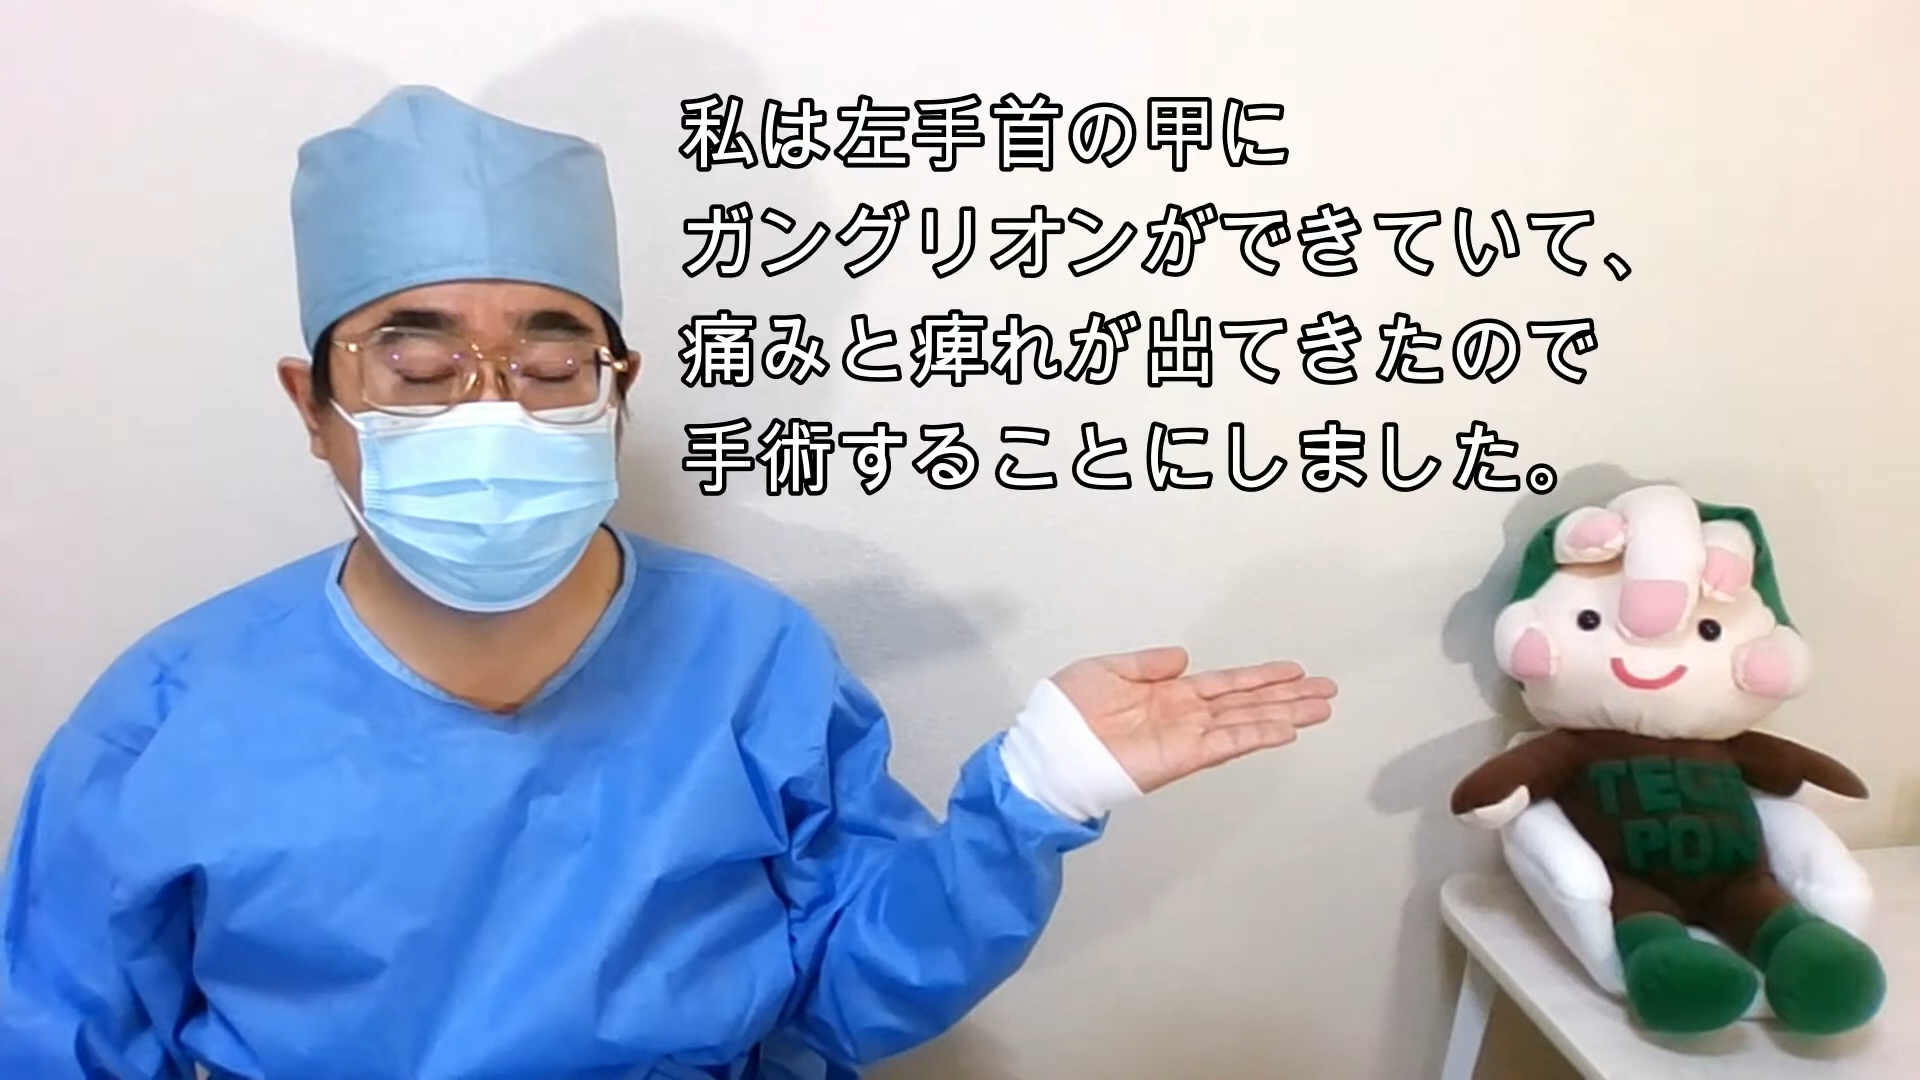 私は左手首の甲に
ガングリオンができていて、
痛みと痺れが出てきたので
手術することにしました。
PON